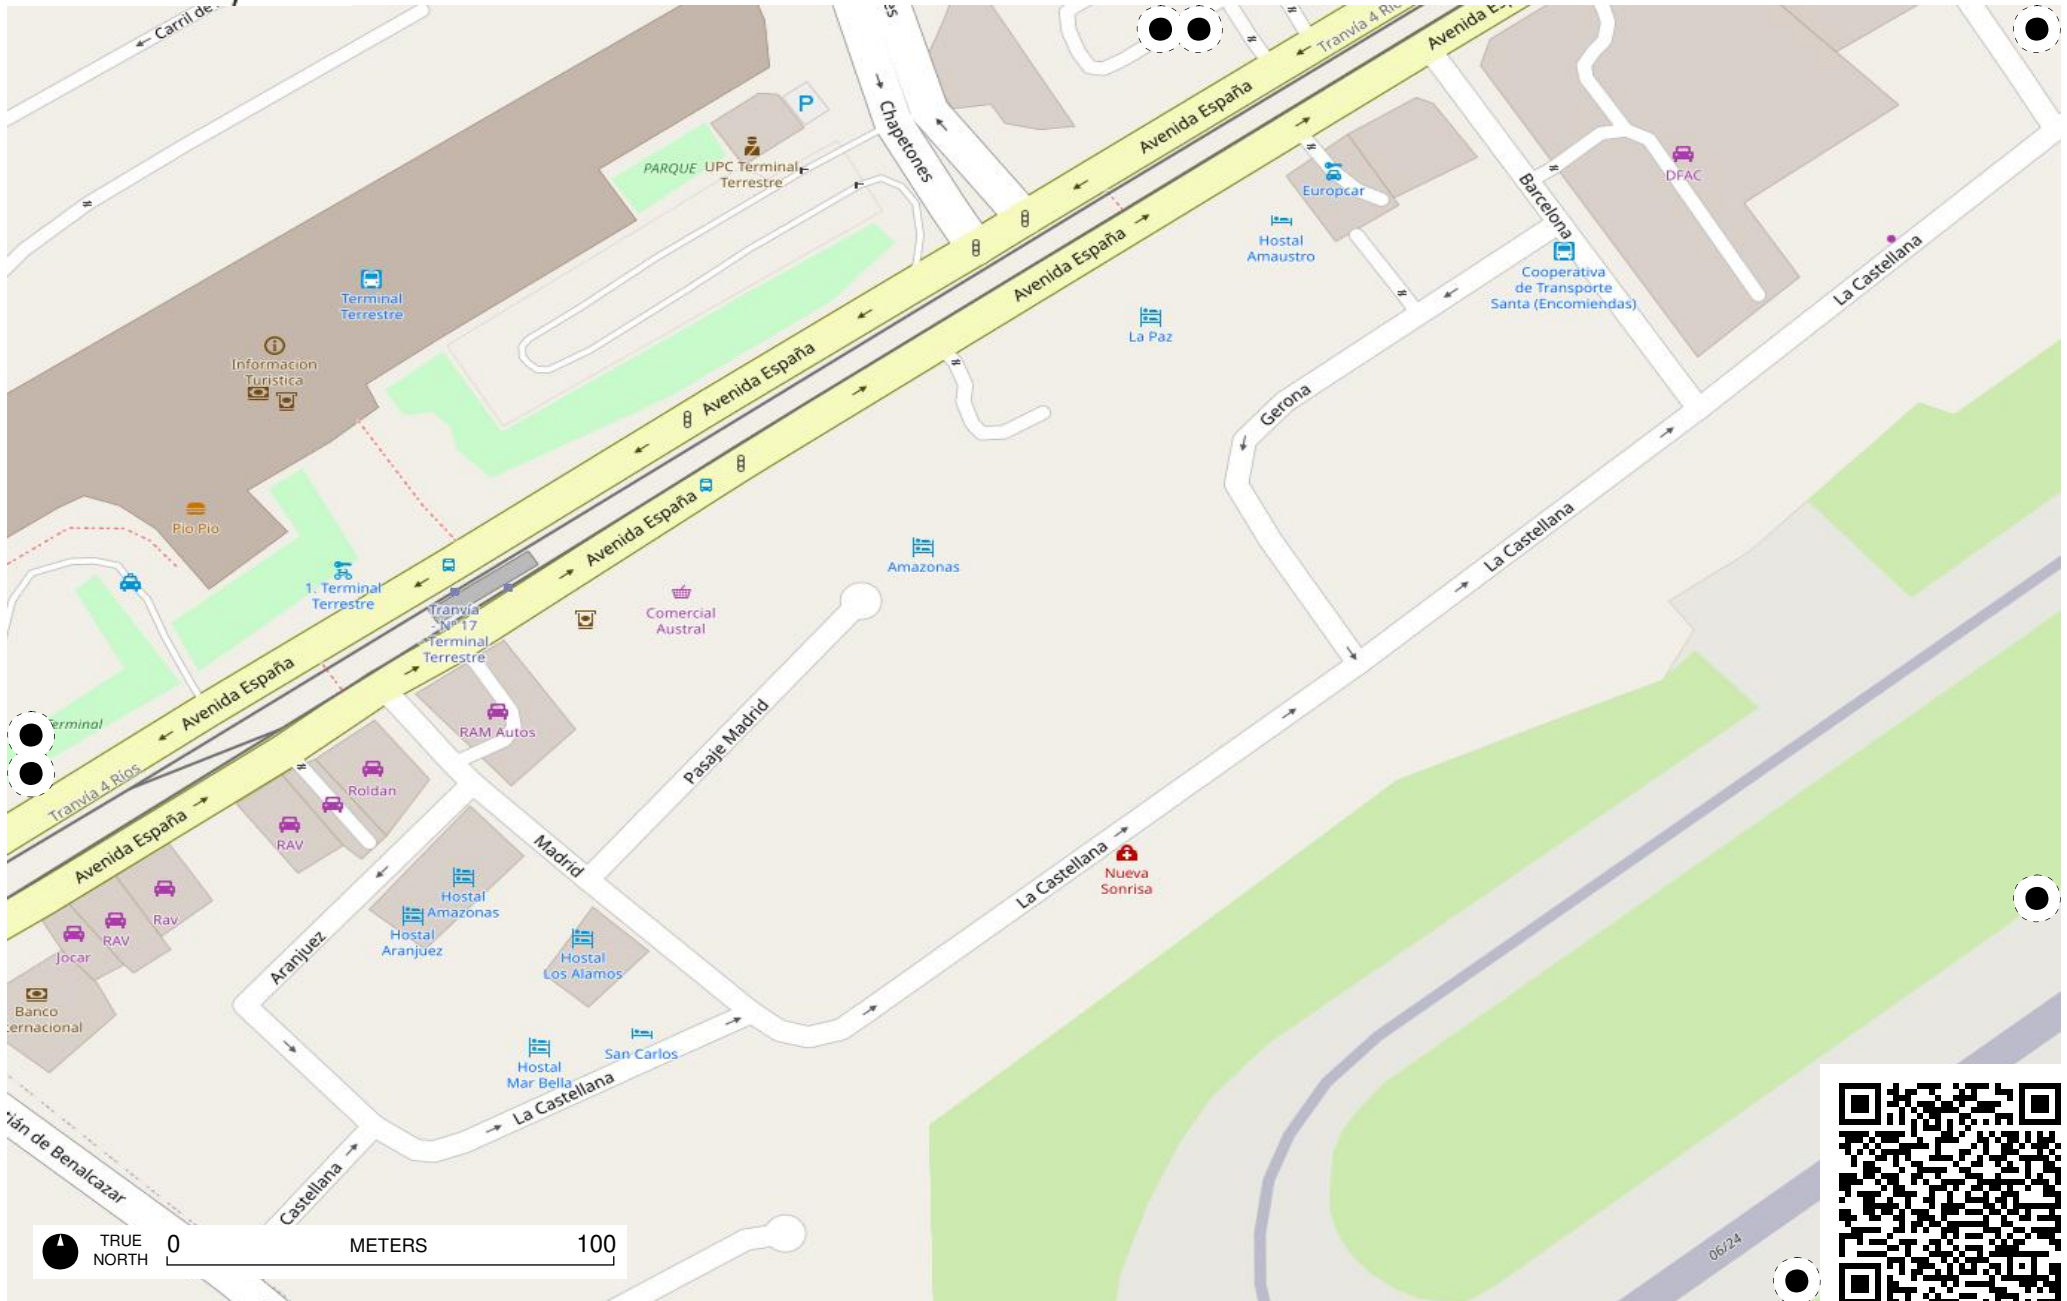 Carril de
Tranvía 4 Ríos
Avenida España
Avenida España
Chapetones
PARQUE
P
UPC Terminal
Terrestre
DFAC
Europcar
Barcelona
Hostal
Amaustro
Avenida España
Cooperativa
de Transporte
Santa (Encomiendas)
La Castellana
Terminal
Terrestre
La Paz
Informacion
Turistica
Avenida España
Gerona
Pio Pio
Avenida España
La Castellana
Amazonas
1. Terminal
Terrestre
Tranvía
- N° 17
Terminal
Terrestre
Comercial
Austral
Avenida España
Terminal
RAM Autos
Pasaje Madrid
Tranvía 4 Ríos
Roldan
RAV
Avenida España
Madrid
La Castellana
Nueva
Sonrisa
Hostal
Amazonas
Rav
RAV
Jocar
Hostal
Aranjuez
Aranjuez
Hostal
Los Alamos
Banco
ernacional
San Carlos
Hostal
Mar Bella
La Castellana
ián de Benalcazar
Castellana
06/24
TRUE
NORTH
0 METERS 100